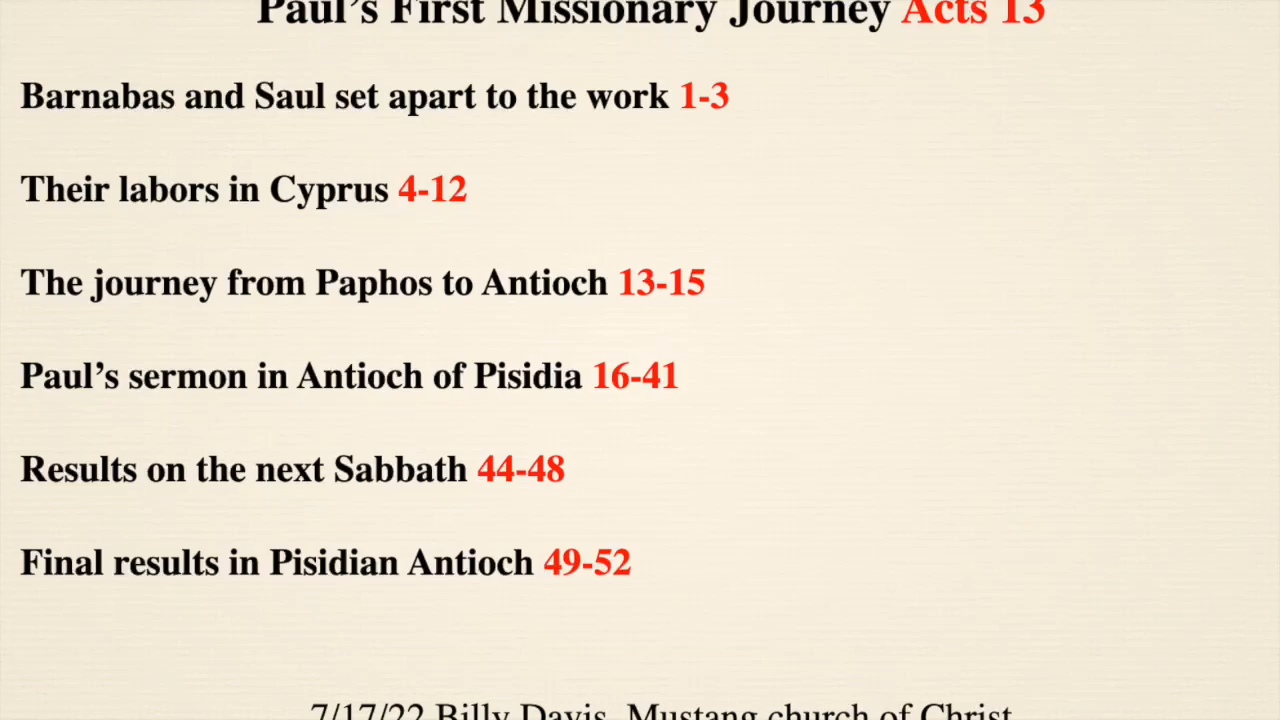 Paul’s First Missionary Journey Acts 13
Barnabas and Saul set apart to the work 1-3
Their labors in Cyprus 4-12
The journey from Paphos to Antioch 13-15
Paul’s sermon in Antioch of Pisidia 16-41
Results on the next Sabbath 44-48
Final results in Pisidian Antioch 49-52
7/17/22 Billy Davis, Mustang church of Christ